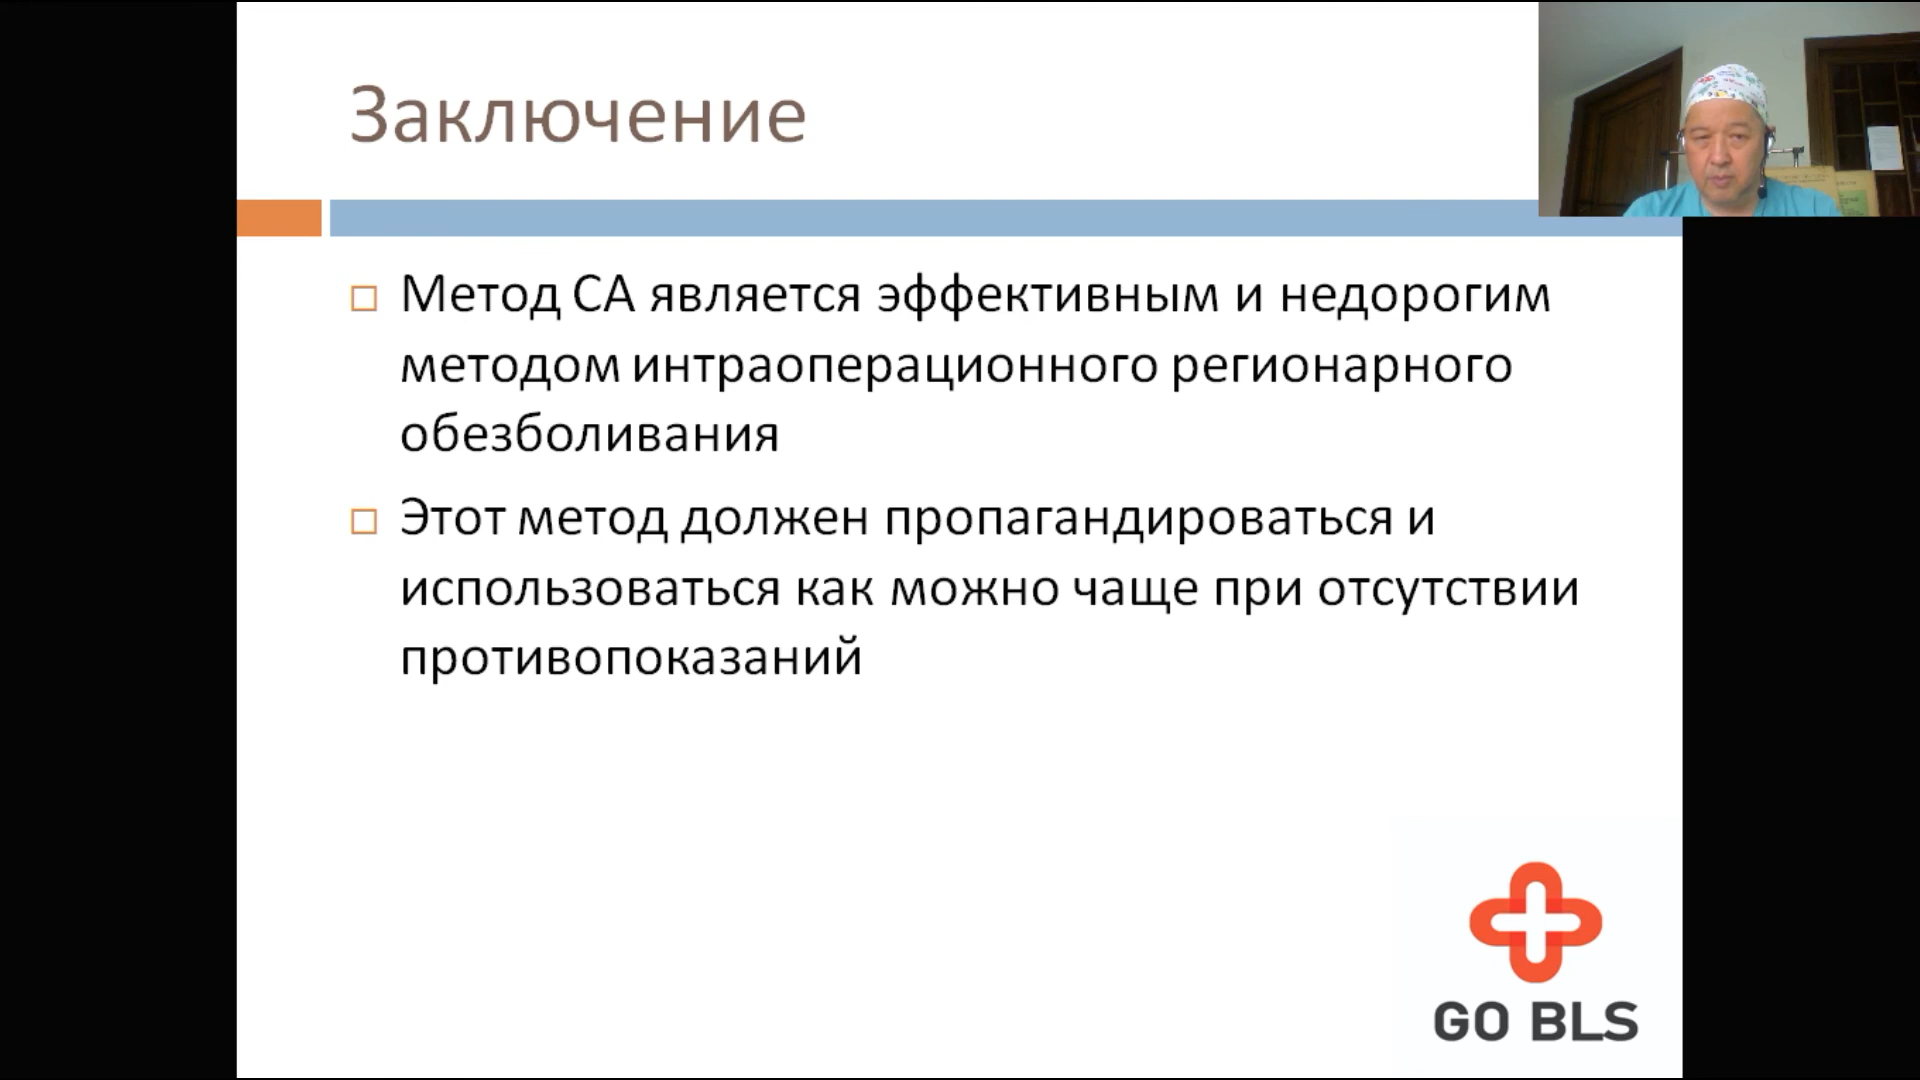 Заключение
Метод СА является эффективным и недорогим
методом интраоперационного регионарного
обезболивания
Этот метод должен пропагандироваться и
использоваться как можно чаще при отсутствии
противопоказаний
GO BLS